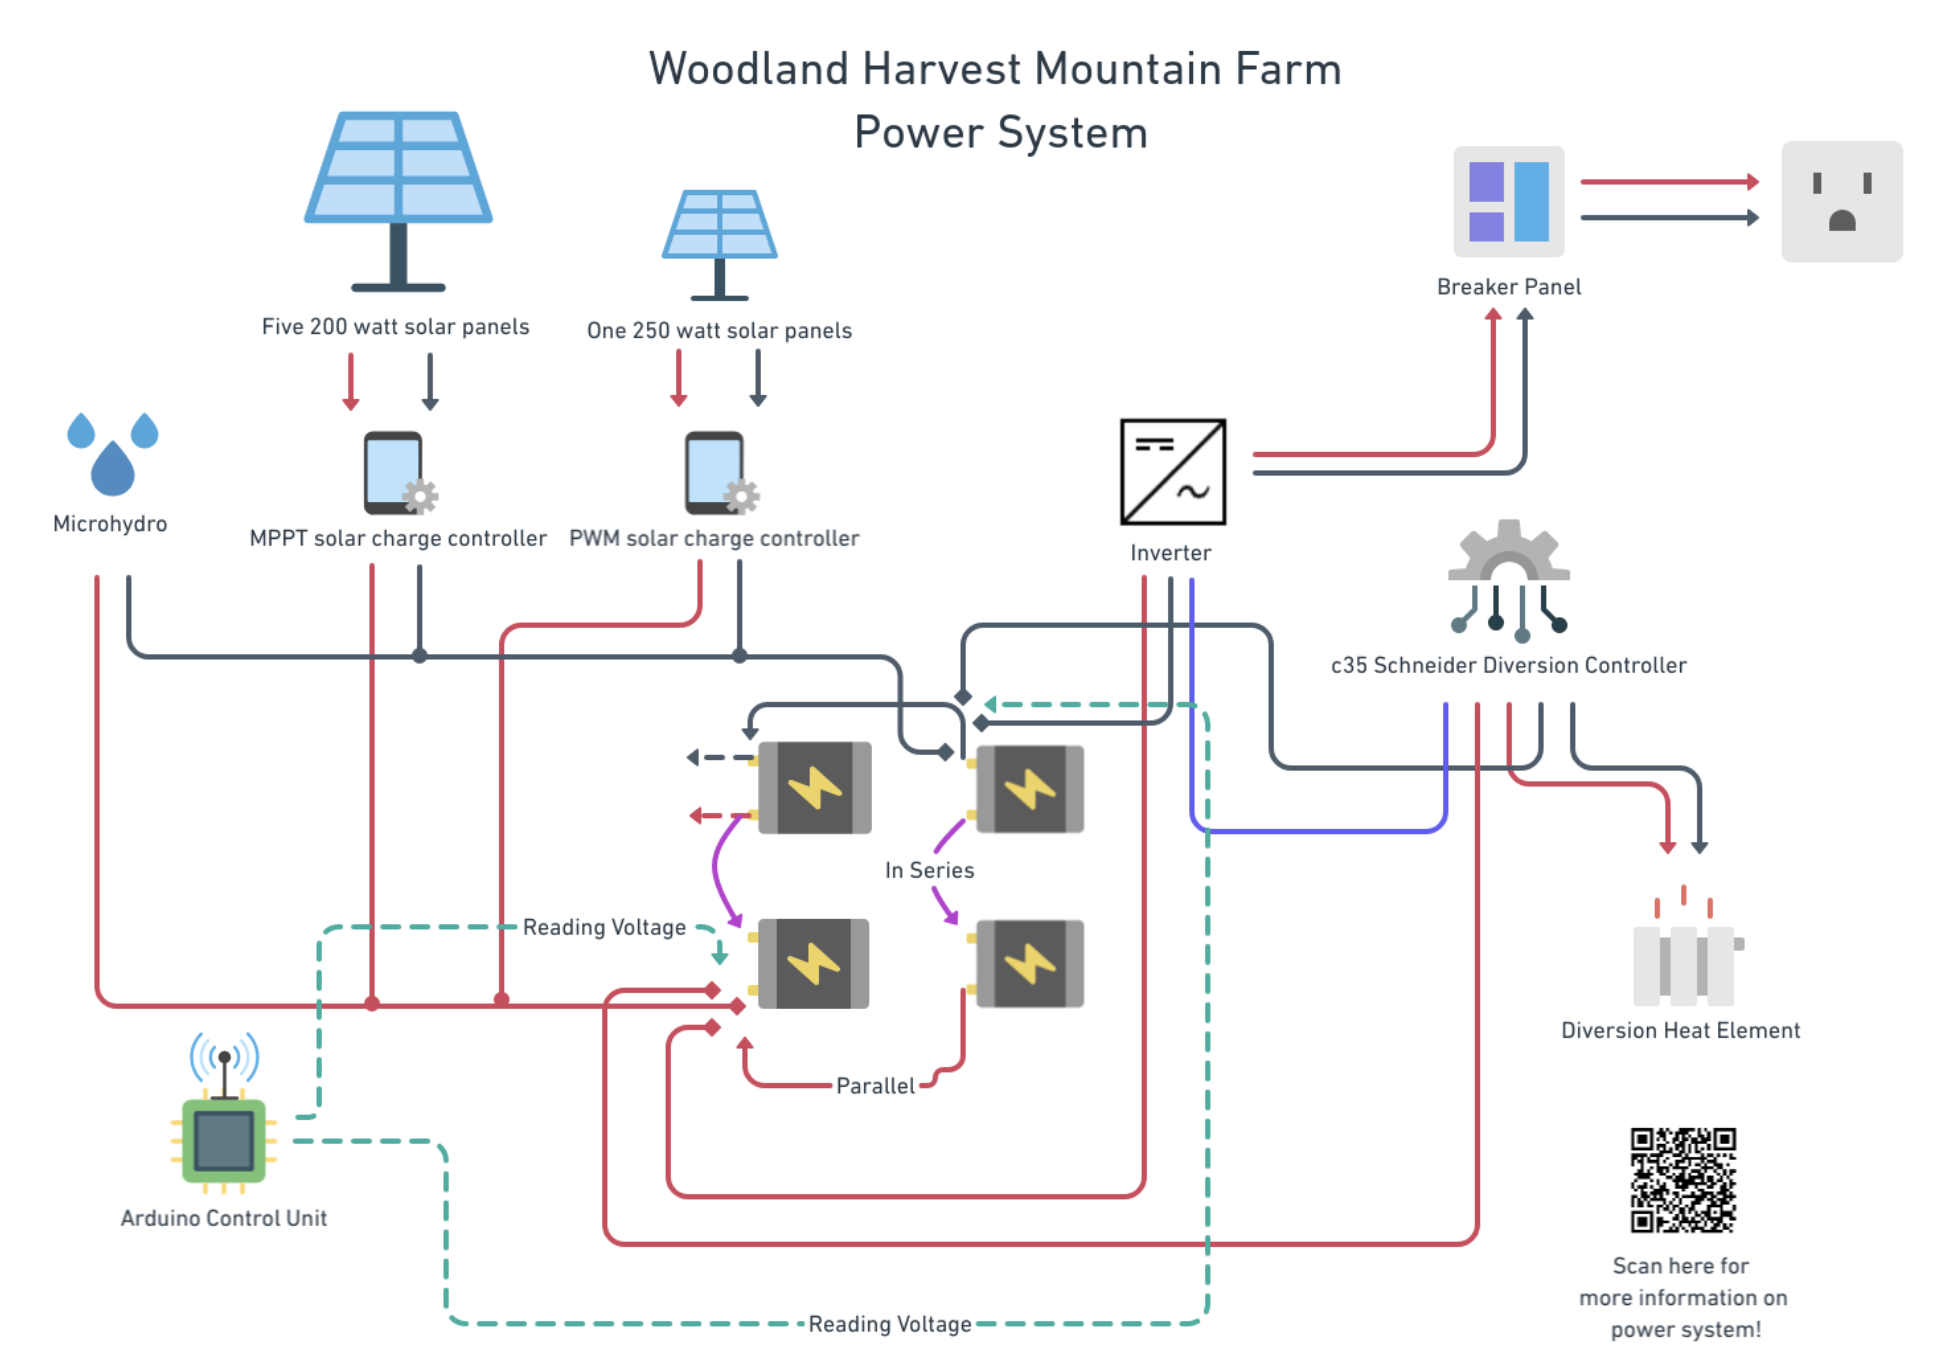 Woodland Harvest Mountain Farm
Power System
Five 200 watt solar panels
One 250 watt solar panels
Breaker Panel
Microhydro
MPPT solar charge controller
PWM solar charge controller
Inverter
c35 Schneider Diversion Controller
In Series
Reading Voltage
Diversion Heat Element
Parallel
Arduino Control Unit
Scan here for
more information on
power system!
Reading Voltage